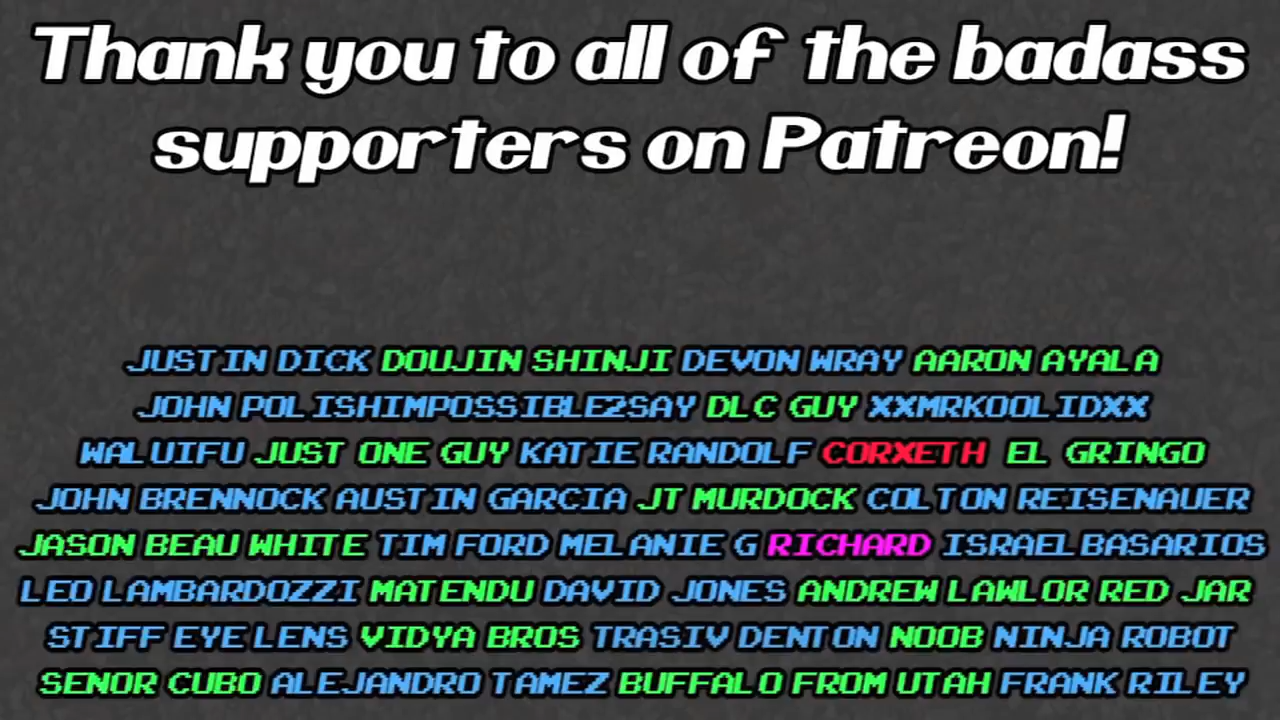 Thank you to all of the badass
supporters on Patreon!
JUSTIN DICK DOUJIN SHINJI DEVON WRAY AARON AYALA
JOHN POLISHIMPOSSIBLE2SAY DLC GUY XXMRKOOLIDXX
WALUIFU JUST ONE GUY KATIE RANDOLF CORXETH EL GRINGO
JOHN BRENNOCK AUSTIN GARCIA JT MURDOCK COLTON REISENAUER
JASON BEAU WHITE TIM FORD MELANIE G RICHARD ISRAELBASARIOS
LEO LAMBARDOZZI MATENDU DAVID JONES ANDREW LAWLOR RED JAR
STIFF EYE LENS VIDYA BROS TRASIV DENTON NOOB NINJA ROBOT
SENOR CUBO ALEJANDRO TAMEZ BUFFALO FROM UTAH FRANK RILEY